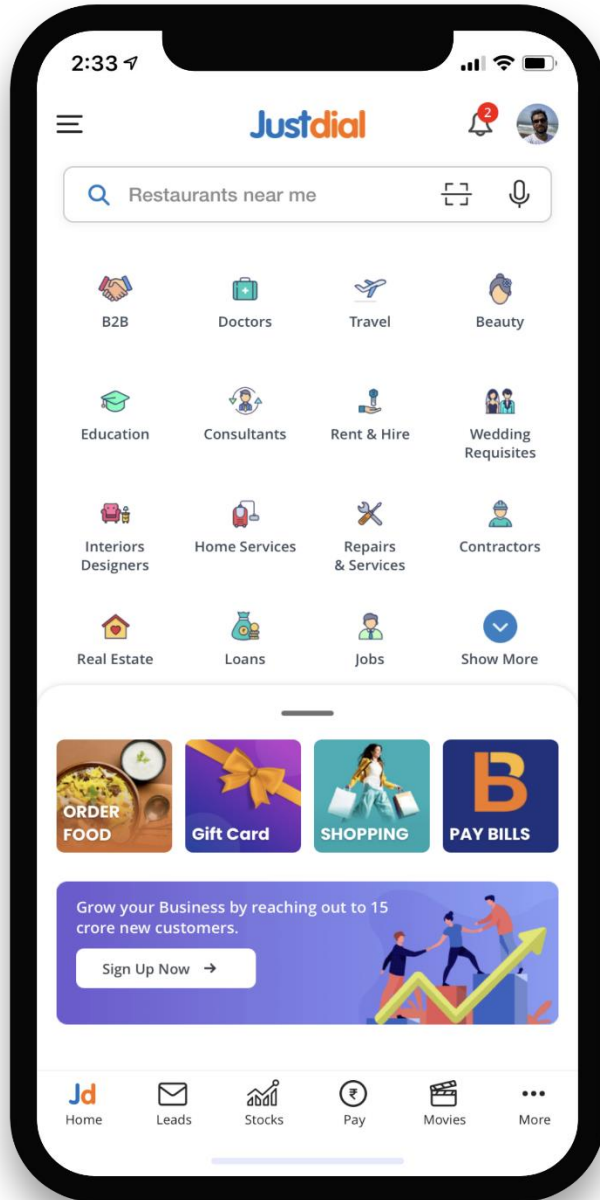 2:33
Justdial
2
Restaurants near me
B2B
Doctors
Travel
Beauty
Education
Consultants
Rent & Hire
Wedding
Requisites
Interiors
Designers
Home Services
Repairs
& Services
Contractors
Real Estate
Loans
Jobs
Show More
ORDER
FOOD
Gift Card
SHOPPING
B
PAY BILLS
Grow your Business by reaching out to 15
crore new customers.
Sign Up Now →
Jd
Home
Leads
Stocks
₹
Pay
Movies
More